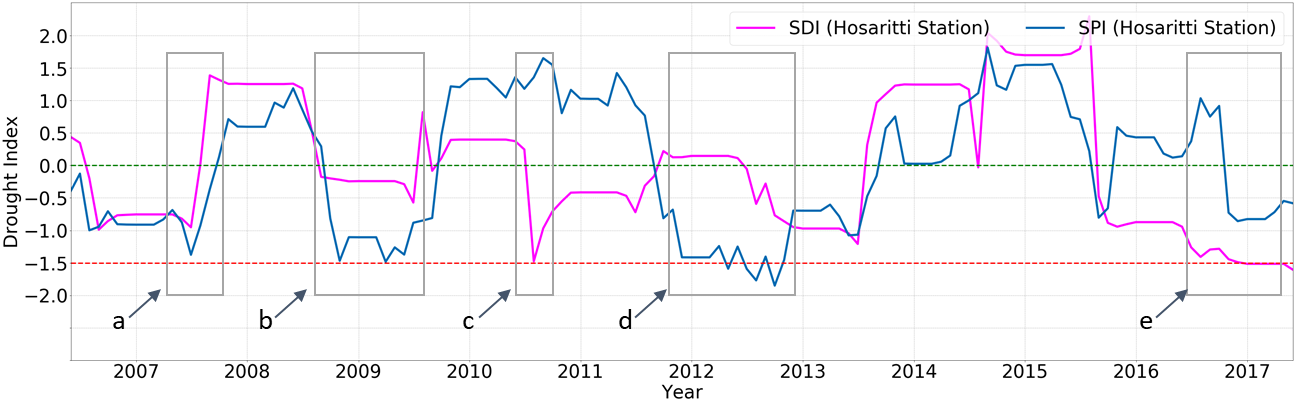 SDI (Hosaritti Station) SPI (Hosaritti Station)
2.0
1.5
1.0
0.5
0.0
−0.5
−1.0
−1.5
−2.0
Drought Index
a b c d e
2007 2008 2009 2010 2011 2012 2013 2014 2015 2016 2017
Year